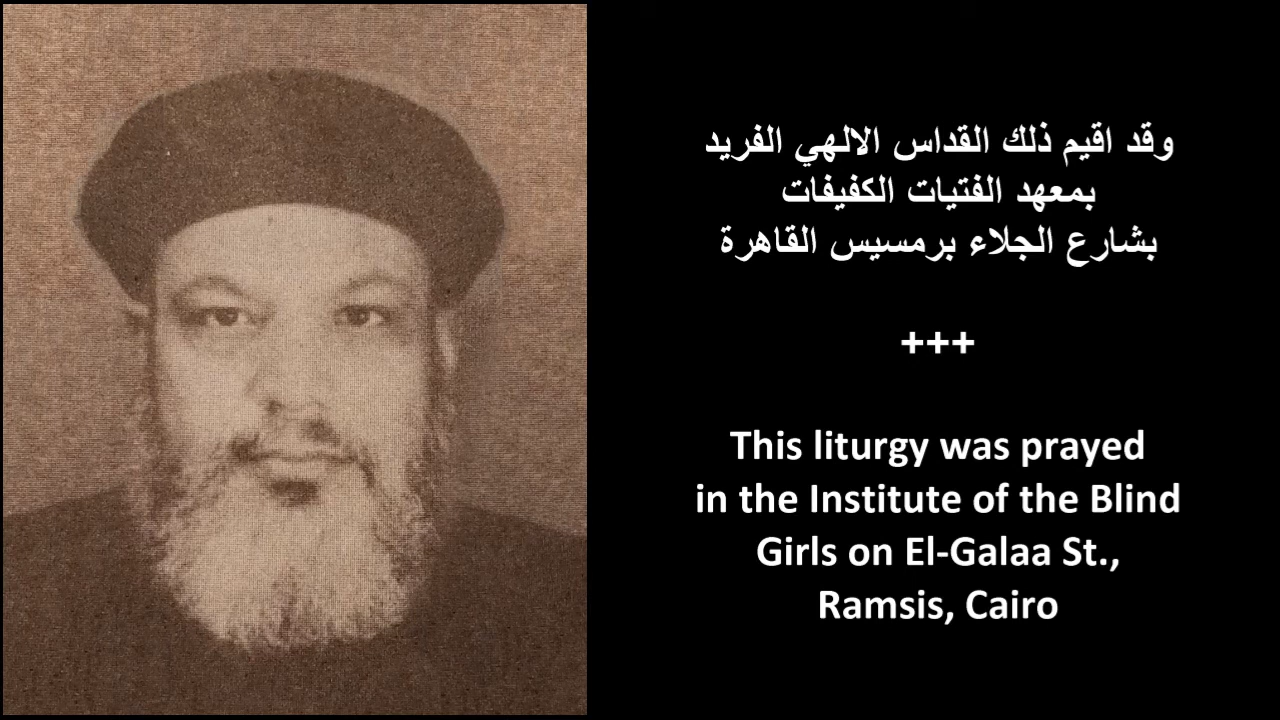 وقد اقيم ذلك القداس الالهي الفريد
بمعهد الفتيات الكفيفات
بشارع الجلاء برمسيس القاهرة
+++
This liturgy was prayed
in the Institute of the Blind
Girls on El-Galaa St.,
Ramsis, Cairo